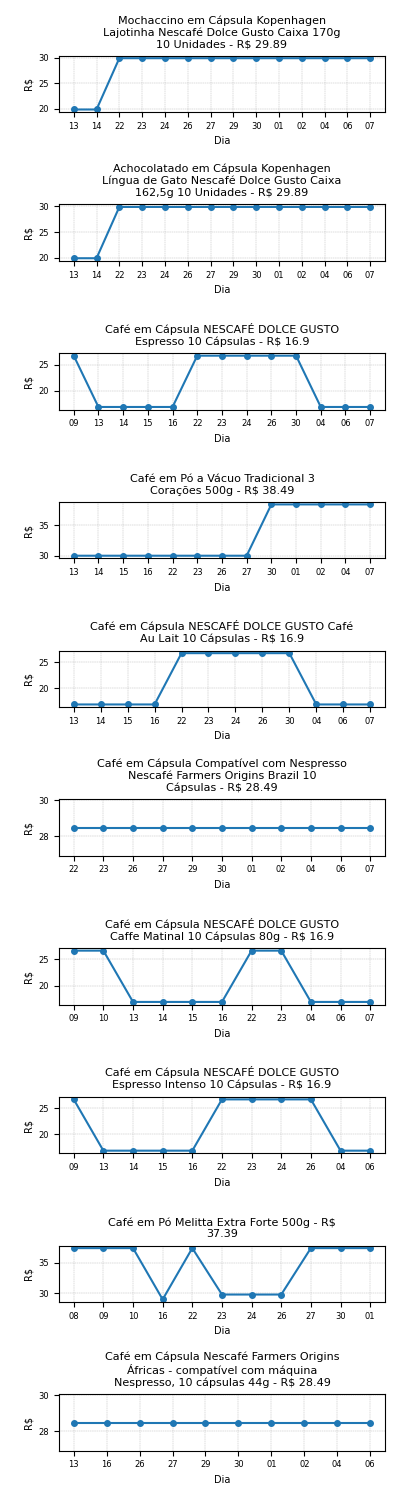 Mochaccino em Cápsula Kopenhagen
Lajotinha Nescafé Dolce Gusto Caixa 170g
10 Unidades - R$ 29.89
30
25
20
R$
13 14 22 23 24 26 27 29 30 01 02 04 06 07
Dia
Achocolatado em Cápsula Kopenhagen
Língua de Gato Nescafé Dolce Gusto Caixa
162,5g 10 Unidades - R$ 29.89
30
25
20
R$
13 14 22 23 24 26 27 29 30 01 02 04 06 07
Dia
Café em Cápsula NESCAFÉ DOLCE GUSTO
Espresso 10 Cápsulas - R$ 16.9
25
20
R$
09 13 14 15 16 22 23 24 26 30 04 06 07
Dia
Café em Pó a Vácuo Tradicional 3
Corações 500g - R$ 38.49
35
30
R$
13 14 15 16 22 23 26 27 30 01 02 04 07
Dia
Café em Cápsula NESCAFÉ DOLCE GUSTO Café
Au Lait 10 Cápsulas - R$ 16.9
25
20
R$
13 14 15 16 22 23 24 26 30 04 06 07
Dia
Café em Cápsula Compatível com Nespresso
Nescafé Farmers Origins Brazil 10
Cápsulas - R$ 28.49
30
28
R$
22 23 26 27 29 30 01 02 04 06 07
Dia
Café em Cápsula NESCAFÉ DOLCE GUSTO
Caffe Matinal 10 Cápsulas 80g - R$ 16.9
25
20
R$
09 10 13 14 15 16 22 23 04 06 07
Dia
Café em Cápsula NESCAFÉ DOLCE GUSTO
Espresso Intenso 10 Cápsulas - R$ 16.9
25
20
R$
09 13 14 15 16 22 23 24 26 04 06
Dia
Café em Pó Melitta Extra Forte 500g - R$
37.39
35
30
R$
08 09 10 16 22 23 24 26 27 30 01
Dia
Café em Cápsula Nescafé Farmers Origins
Áfricas - compatível com máquina
Nespresso, 10 cápsulas 44g - R$ 28.49
30
28
R$
13 16 26 27 29 30 01 02 04 06
Dia